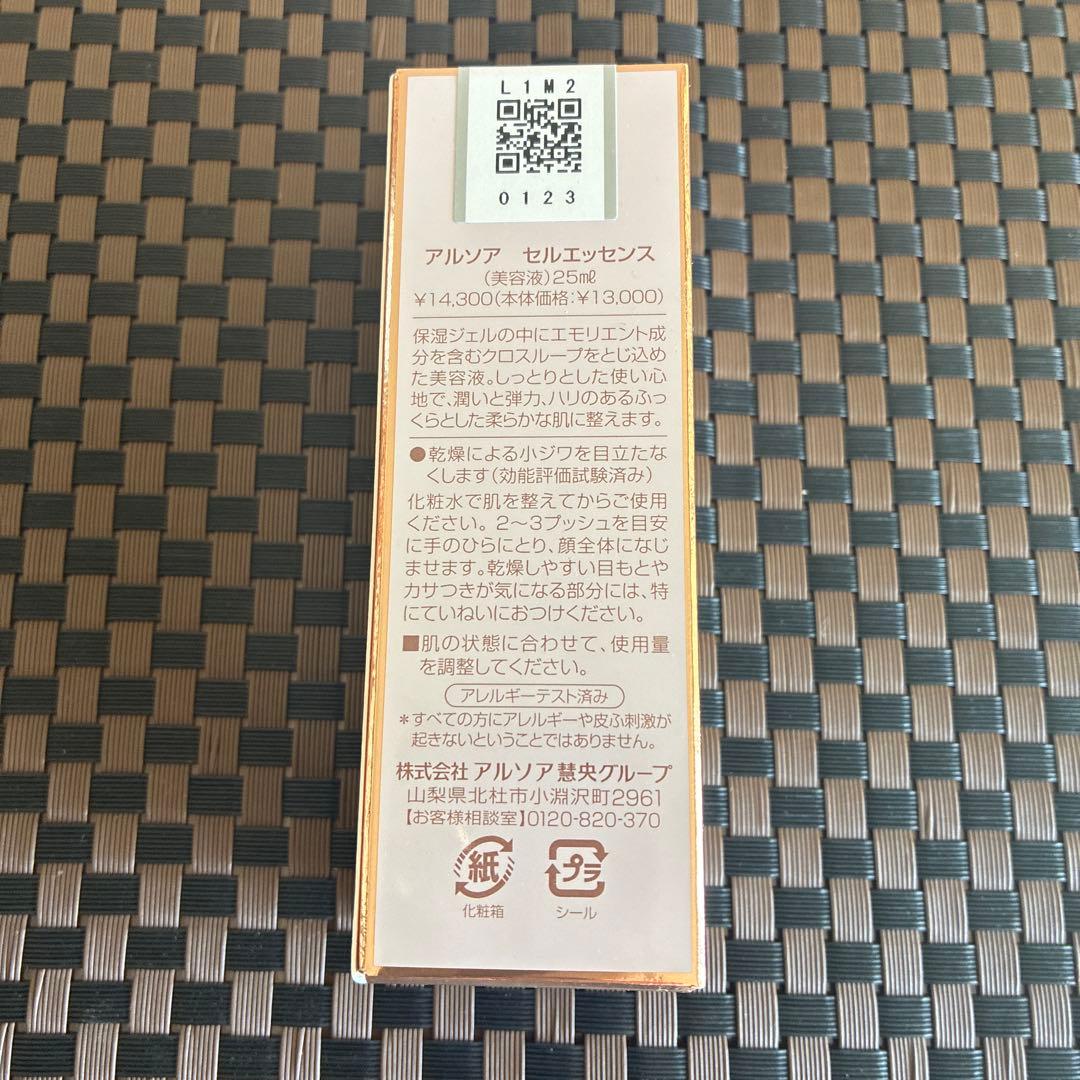 L1M2
0123
アルソア　セルエッセンス
(美容液)25㎖
¥14,300(本体価格:¥13,000)
保湿ジェルの中にエモリエント成
分を含むクロスループをとじ込め
た美容液。しっとりとした使い心
地で、潤いと弾力、ハリのあるふっ
くらとした柔らかな肌に整えます。
●乾燥による小ジワを目立たな
くします(効能評価試験済み)
化粧水で肌を整えてからご使用
ください。2〜3プッシュを目安
に手のひらにとり、顔全体になじ
ませます。乾燥しやすい目もとや
カサつきが気になる部分には、特
にていねいにおつけください。
■肌の状態に合わせて、使用量
を調整してください。
アレルギーテスト済み
＊すべての方にアレルギーや皮ふ刺激が
起きないということではありません。
株式会社 アルソア慧央グループ
山梨県北杜市小淵沢町2961
【お客様相談室】0120-820-370
紙 プラ
化粧箱 シール